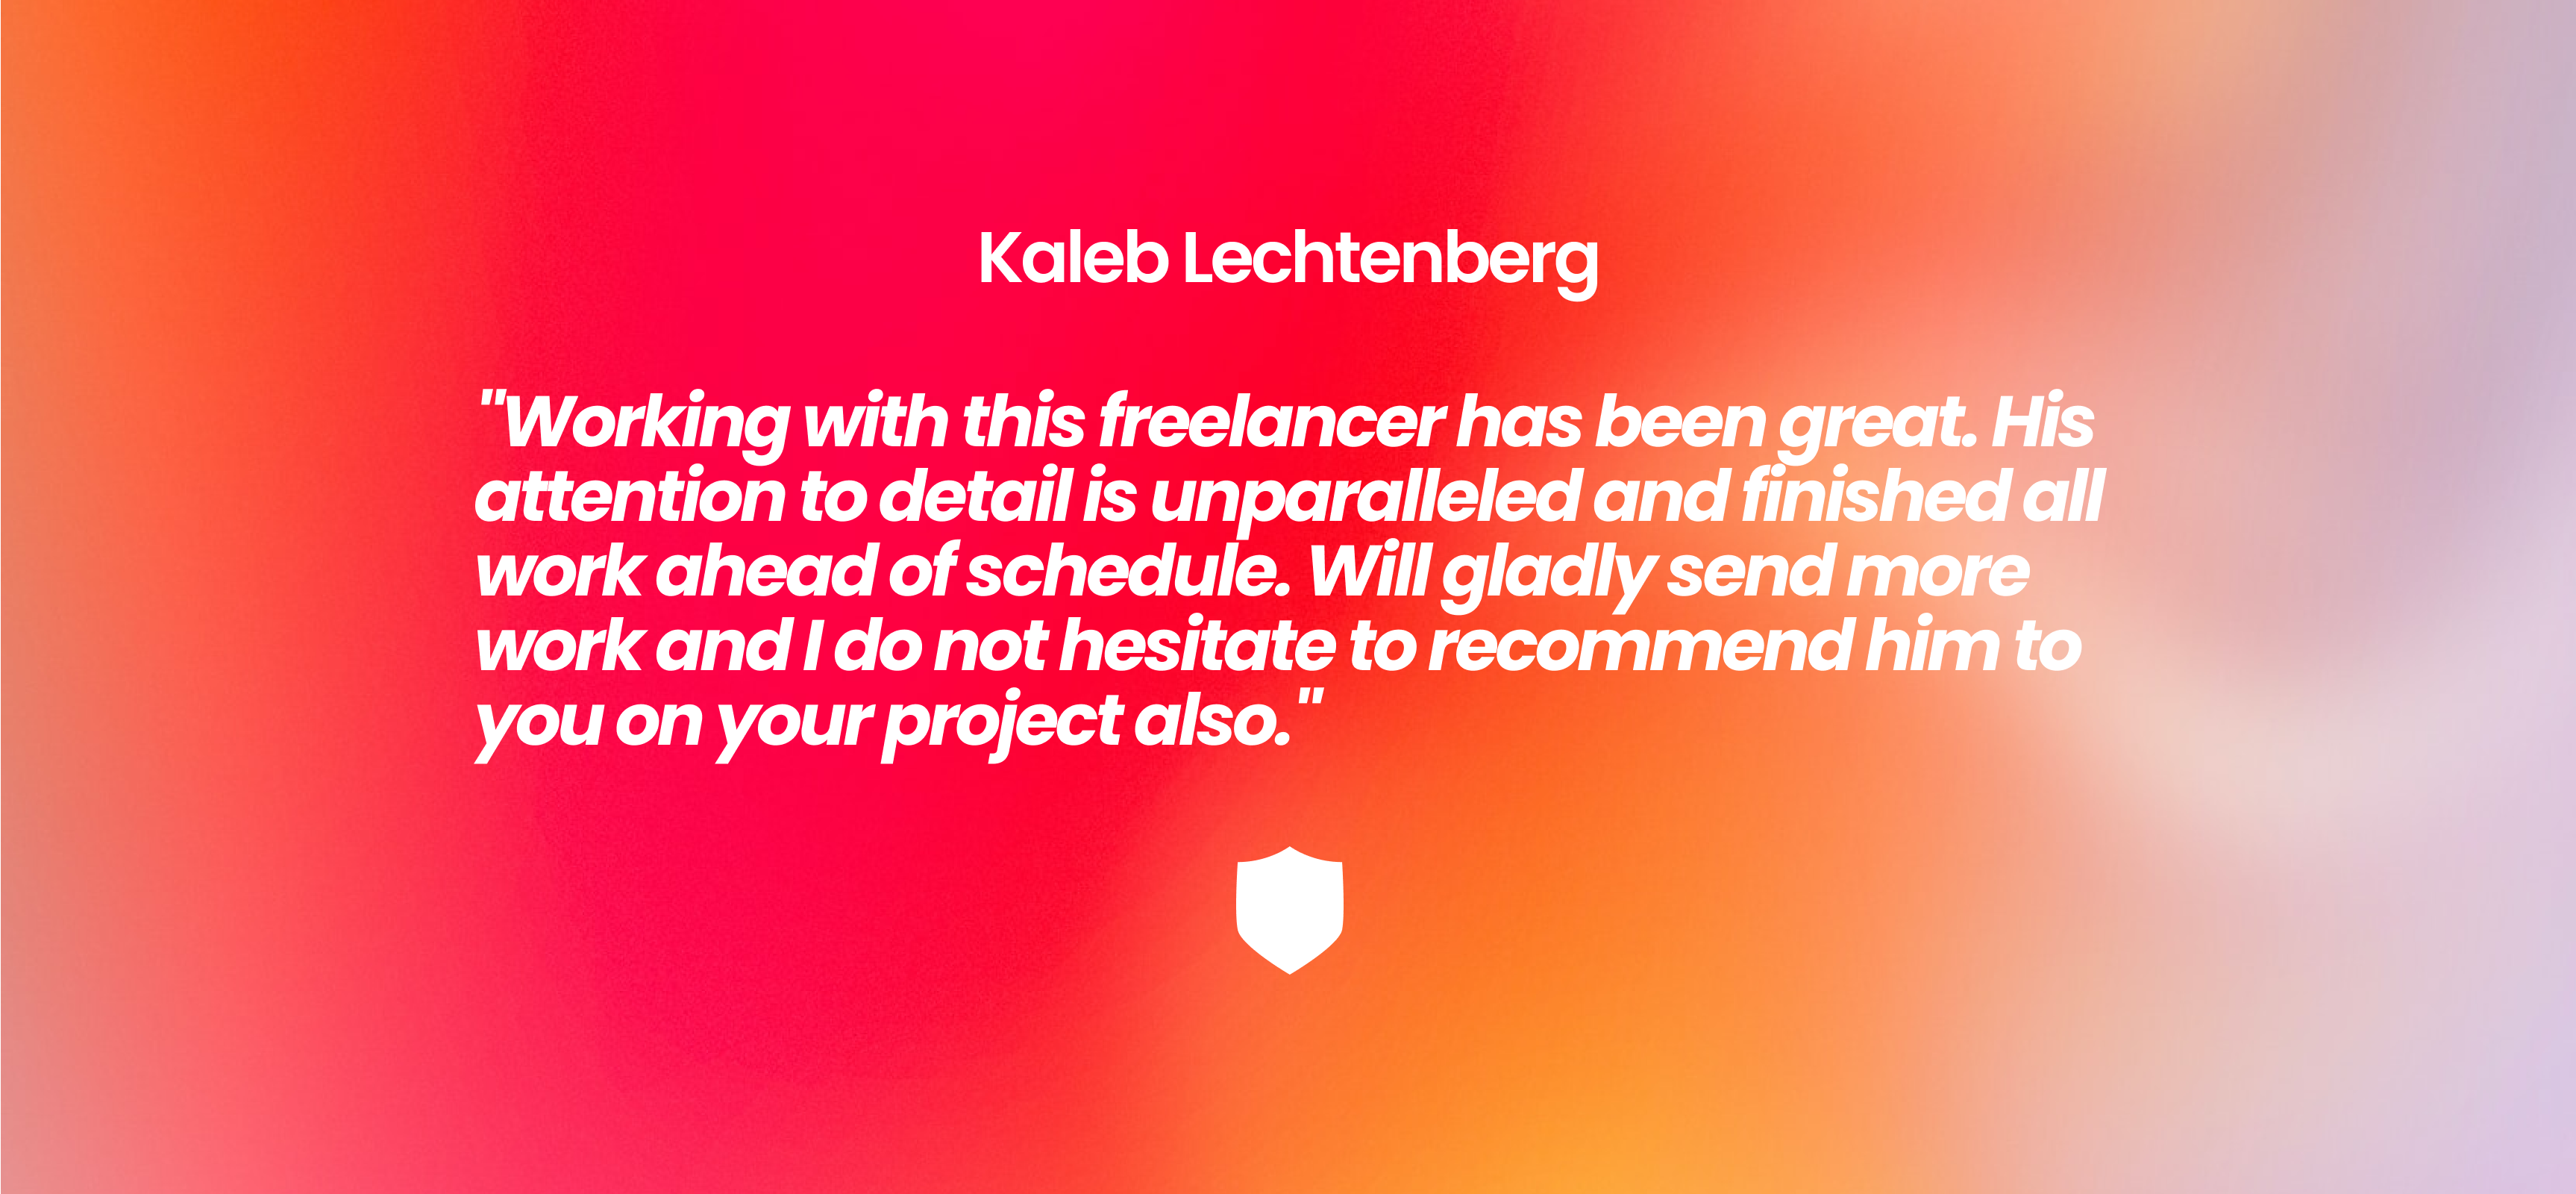 Kaleb Lechtenberg
"Working with this freelancer has been great. His
attention to detail is unparalleled and finished all
work ahead of schedule. Will gladly send more
work and I do not hesitate to recommend him to
you on your project also."